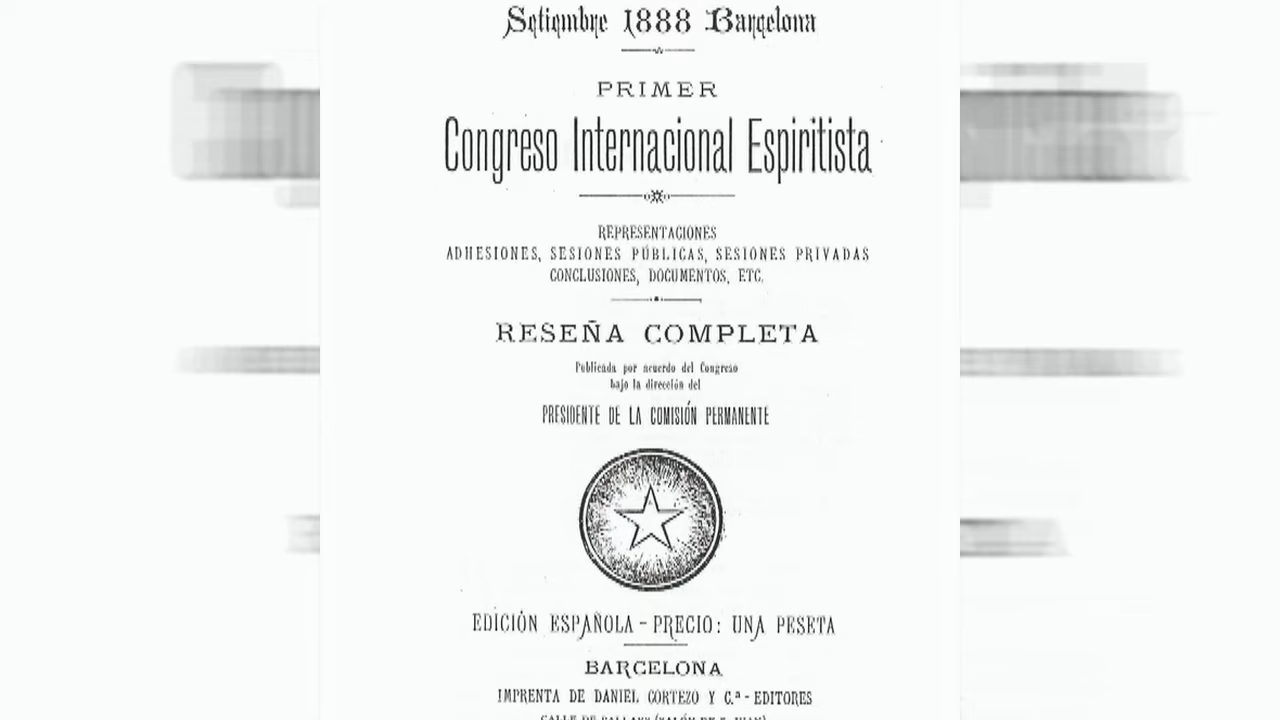 Setiembre 1888 Barcelona
PRIMER
Congreso Internacional Espiritista
REPRESENTACIONES
ADHESIONES, SESIONES PÚBLICAS, SESIONES PRIVADAS
CONCLUSIONES, DOCUMENTOS, ETC.
RESEÑA COMPLETA
Publicada por acuerdo del Congreso
bajo la dirección del
PRESIDENTE DE LA COMISIÓN PERMANENTE
EDICIÓN ESPAÑOLA - PRECIO: UNA PESETA
BARCELONA
IMPRENTA DE DANIEL CORTEZO Y C.ª - EDITORES
CALLE DE